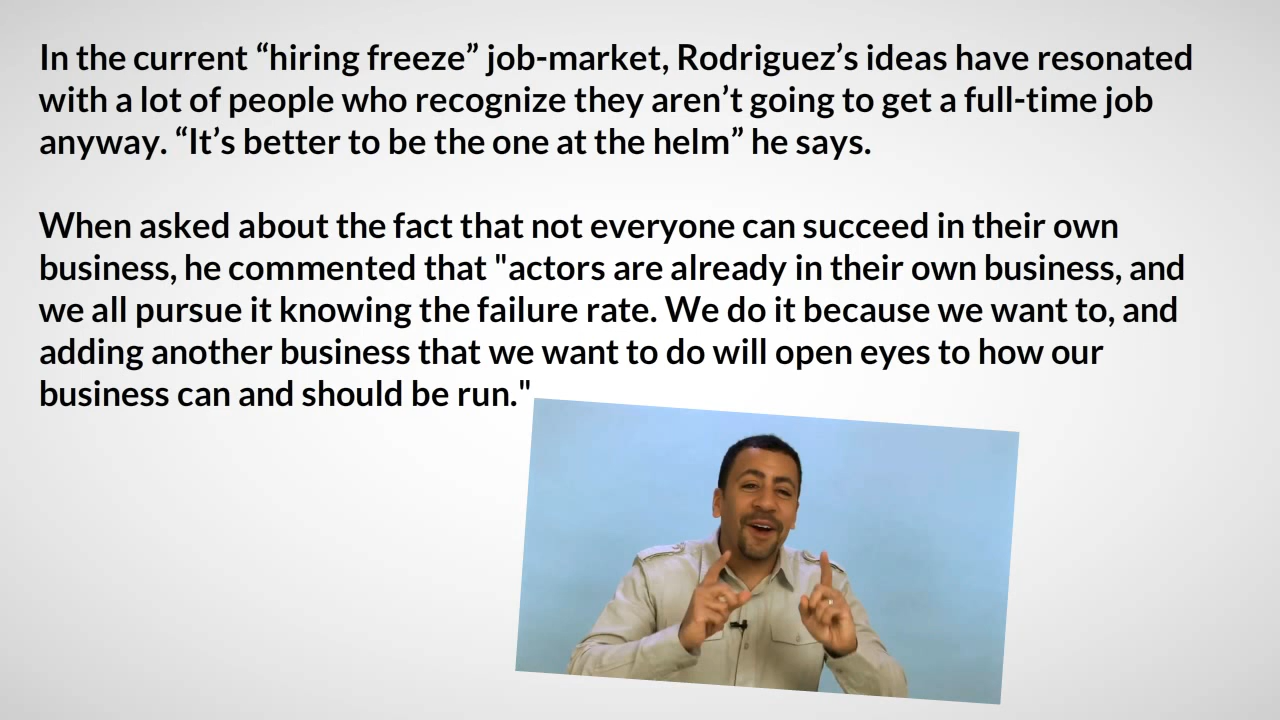 In the current “hiring freeze” job-market, Rodriguez’s ideas have resonated
with a lot of people who recognize they aren’t going to get a full-time job
anyway. “It’s better to be the one at the helm” he says.
When asked about the fact that not everyone can succeed in their own
business, he commented that "actors are already in their own business, and
we all pursue it knowing the failure rate. We do it because we want to, and
adding another business that we want to do will open eyes to how our
business can and should be run."